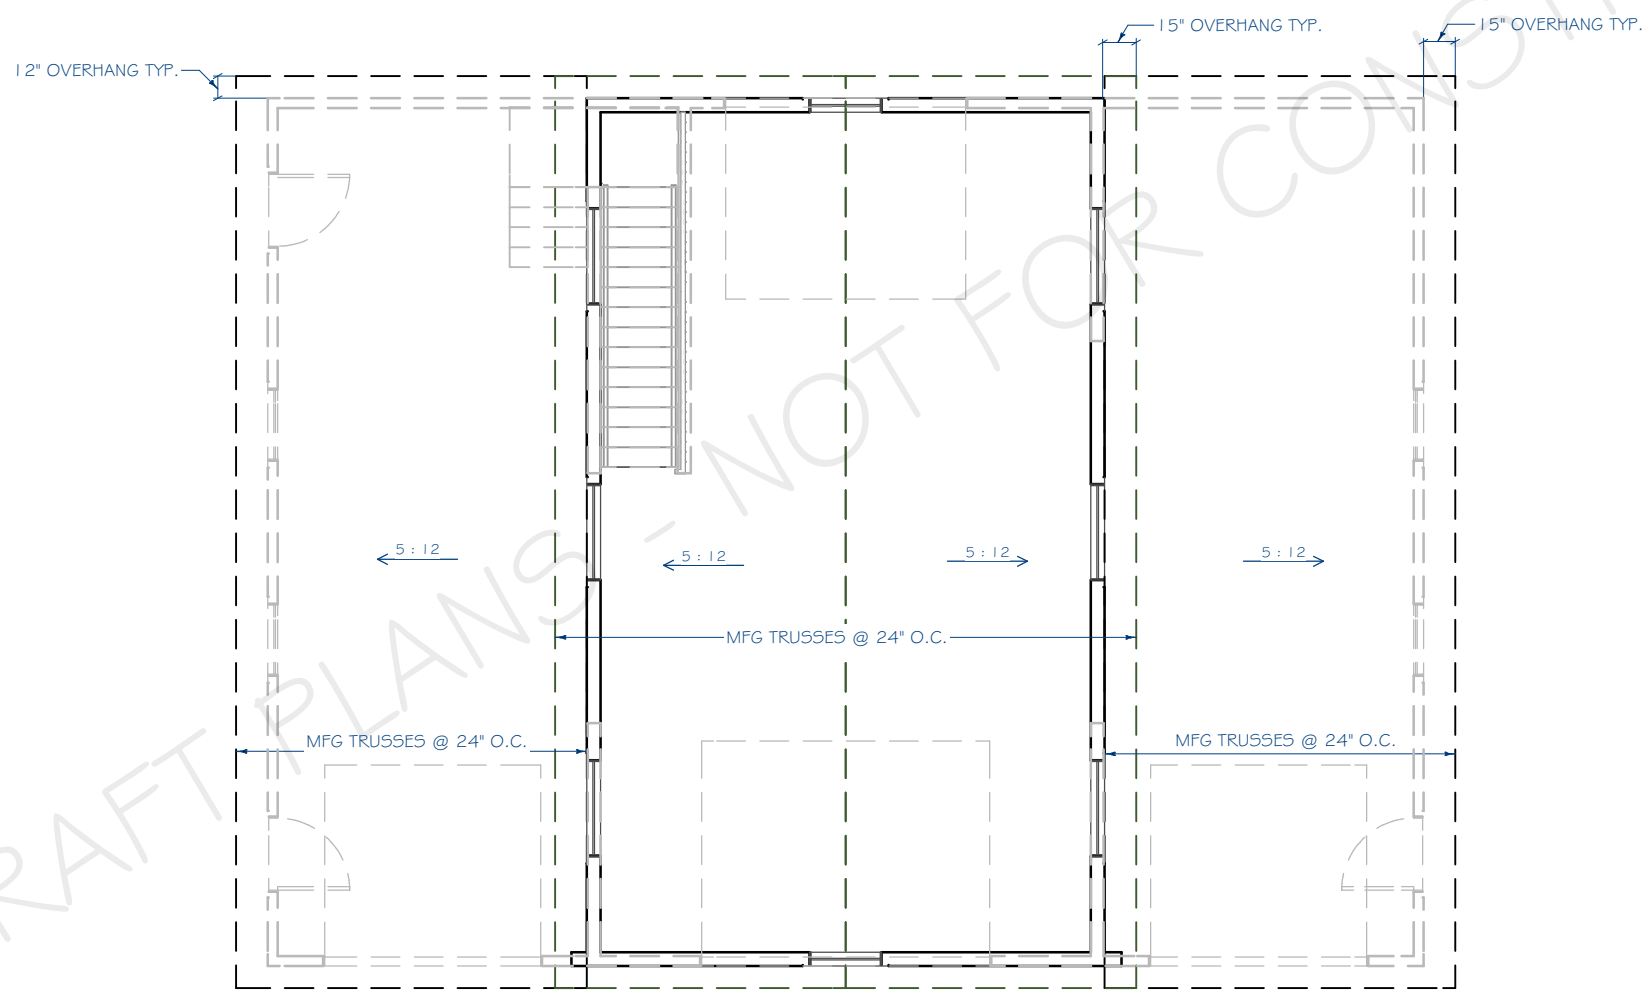 15" OVERHANG TYP.
15" OVERHANG TYP.
12" OVERHANG TYP.
5 : 12
5 : 12
5 : 12
5 : 12
MFG TRUSSES @ 24" O.C.
MFG TRUSSES @ 24" O.C.
MFG TRUSSES @ 24" O.C.
RAFT PLANS - NOT FOR CONST